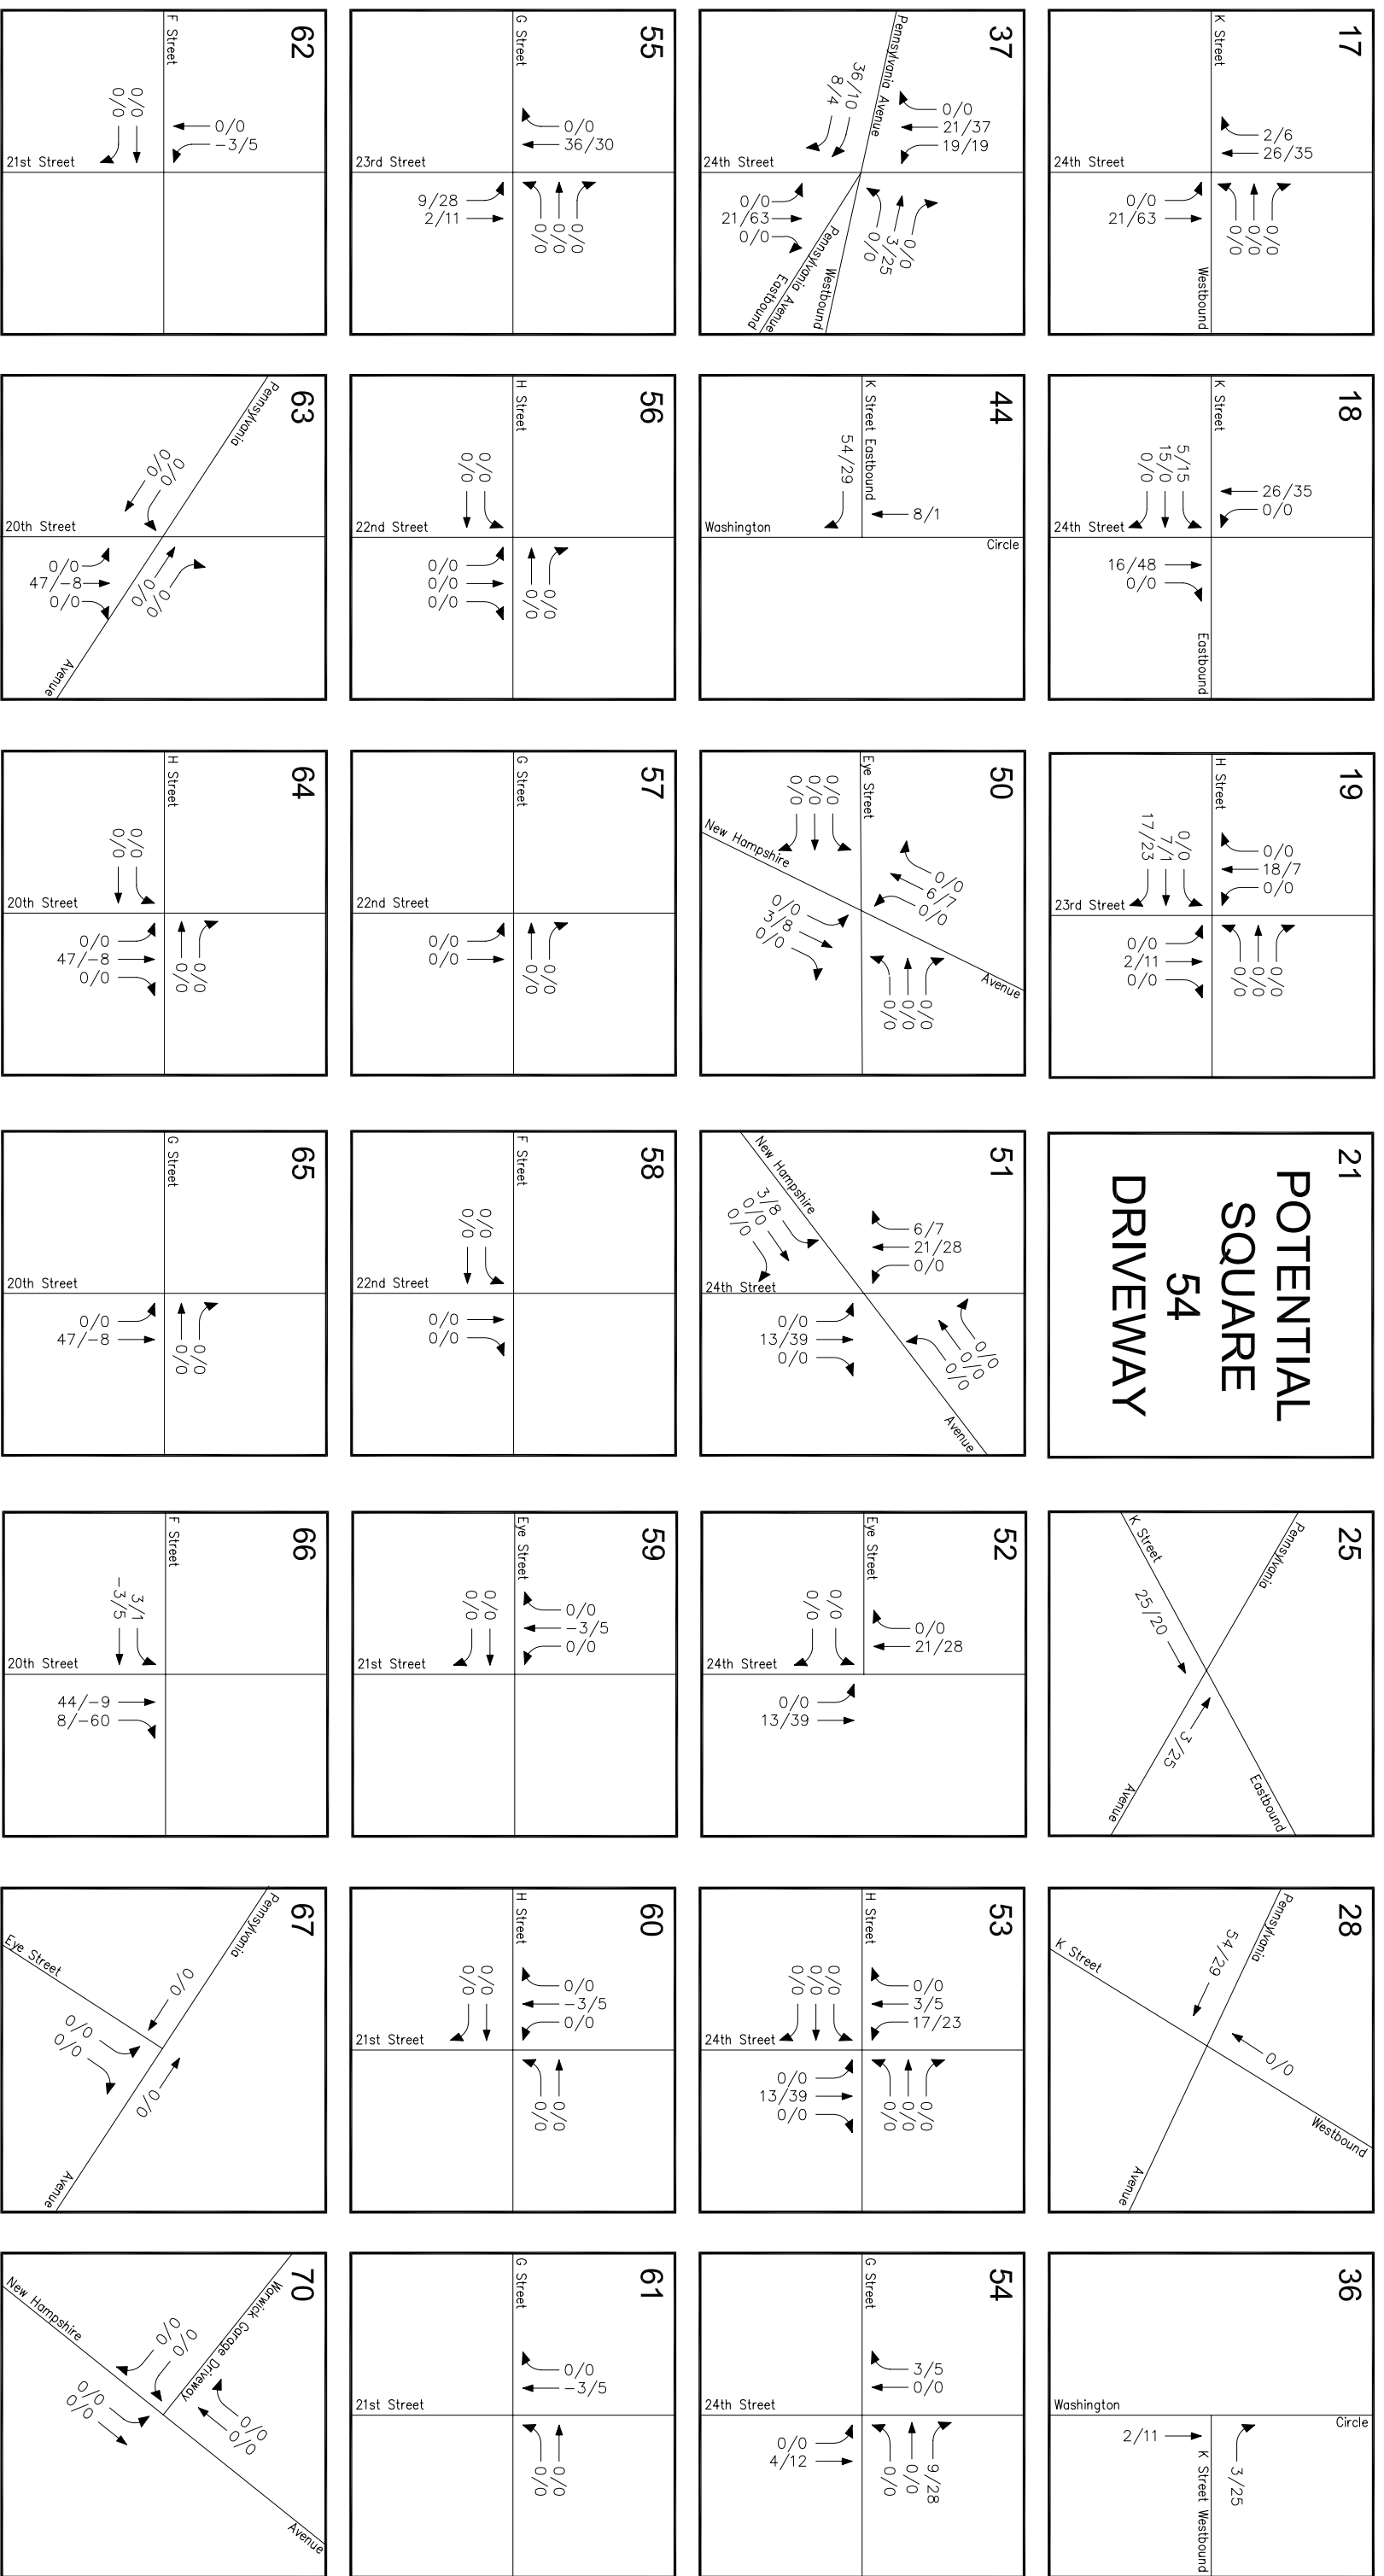 17
K Street
2/6
26/35
24th Street
0/0
21/63
0/0
0/0
0/0
Westbound
18
K Street
5/15
15/0
0/0
26/35
0/0
24th Street
16/48
0/0
Eastbound
19
H Street
0/0
7/1
17/23
0/0
18/7
0/0
23rd Street
0/0
2/11
0/0
0/0
0/0
0/0
21
POTENTIAL
SQUARE
54
DRIVEWAY
25
Pennsylvania
K Street
25/20
3/25
Avenue
Eastbound
28
Pennsylvania
K Street
54/29
0/0
Westbound
Avenue
36
Washington
Circle
2/11
3/25
K Street Westbound
37
Pennsylvania Avenue
36/10
8/4
0/0
21/37
19/19
24th Street
0/0
21/63
0/0
0/0
3/25
0/0
Westbound
Pennsylvania Avenue
Eastbound
44
K Street Eastbound
54/29
8/1
Washington
Circle
50
Eye Street
0/0
0/0
0/0
New Hampshire
0/0
6/7
0/0
0/0
3/8
0/0
0/0
0/0
0/0
Avenue
51
New Hampshire
3/8
0/0
0/0
6/7
21/28
0/0
24th Street
0/0
13/39
0/0
0/0
0/0
0/0
Avenue
52
Eye Street
0/0
0/0
0/0
21/28
24th Street
0/0
13/39
53
H Street
0/0
0/0
0/0
0/0
3/5
17/23
24th Street
0/0
13/39
0/0
0/0
0/0
0/0
54
G Street
3/5
0/0
24th Street
0/0
4/12
9/28
0/0
0/0
55
G Street
0/0
36/30
23rd Street
9/28
2/11
0/0
0/0
0/0
56
H Street
0/0
0/0
22nd Street
0/0
0/0
0/0
0/0
0/0
57
G Street
22nd Street
0/0
0/0
0/0
0/0
58
F Street
0/0
0/0
22nd Street
0/0
0/0
59
Eye Street
0/0
0/0
0/0
-3/5
0/0
21st Street
60
H Street
0/0
0/0
0/0
-3/5
0/0
21st Street
0/0
0/0
61
G Street
0/0
-3/5
21st Street
0/0
0/0
62
F Street
0/0
0/0
0/0
-3/5
21st Street
63
Pennsylvania
0/0
0/0
20th Street
0/0
47/-8
0/0
0/0
0/0
Avenue
64
H Street
0/0
0/0
20th Street
0/0
47/-8
0/0
0/0
0/0
65
G Street
20th Street
0/0
47/-8
0/0
0/0
66
F Street
3/1
-3/5
20th Street
44/-9
8/-60
67
Pennsylvania
Eye Street
0/0
0/0
0/0
0/0
Avenue
70
Warwick Garage Driveway
New Hampshire
0/0
0/0
0/0
0/0
0/0
0/0
Avenue